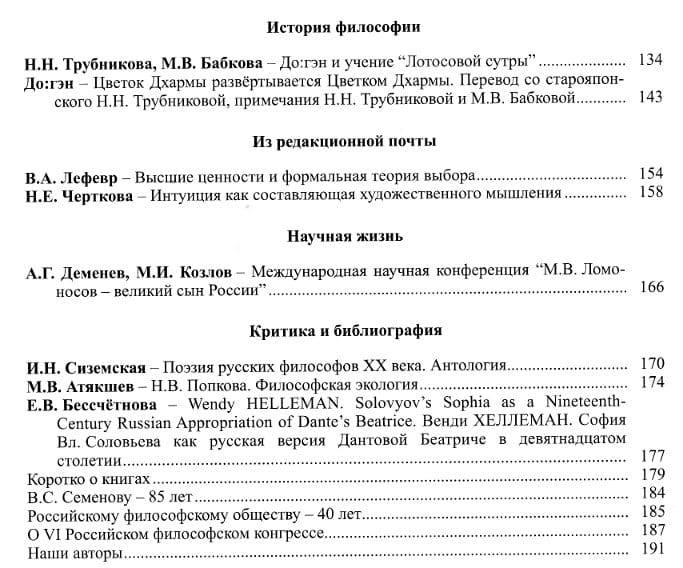 История философии
Н.Н. Трубникова, М.В. Бабкова – До:гэн и учение “Лотосовой сутры”..................... 134
До:гэн – Цветок Дхармы развёртывается Цветком Дхармы. Перевод со старояпон-
ского Н.Н. Трубниковой, примечания Н.Н. Трубниковой и М.В. Бабковой............ 143
Из редакционной почты
В.А. Лефевр – Высшие ценности и формальная теория выбора................................ 154
Н.Е. Черткова – Интуиция как составляющая художественного мышления.............. 158
Научная жизнь
А.Г. Деменев, М.И. Козлов – Международная научная конференция “М.В. Ломо-
носов – великий сын России”.......................................................................... 166
Критика и библиография
И.Н. Сиземская – Поэзия русских философов XX века. Антология......................... 170
М.В. Атякшев – Н.В. Попкова. Философская экология........................................... 174
Е.В. Бессчётнова – Wendy HELLEMAN. Solovyov’s Sophia as a Nineteenth-
Century Russian Appropriation of Dante’s Beatrice. Венди ХЕЛЛЕМАН. София
Вл. Соловьева как русская версия Дантовой Беатриче в девятнадцатом
столетии........................................................................................................ 177
Коротко о книгах.................................................................................................. 179
В.С. Семенову – 85 лет......................................................................................... 184
Российскому философскому обществу – 40 лет...................................................... 185
О VI Российском философском конгрессе............................................................. 187
Наши авторы........................................................................................................ 191